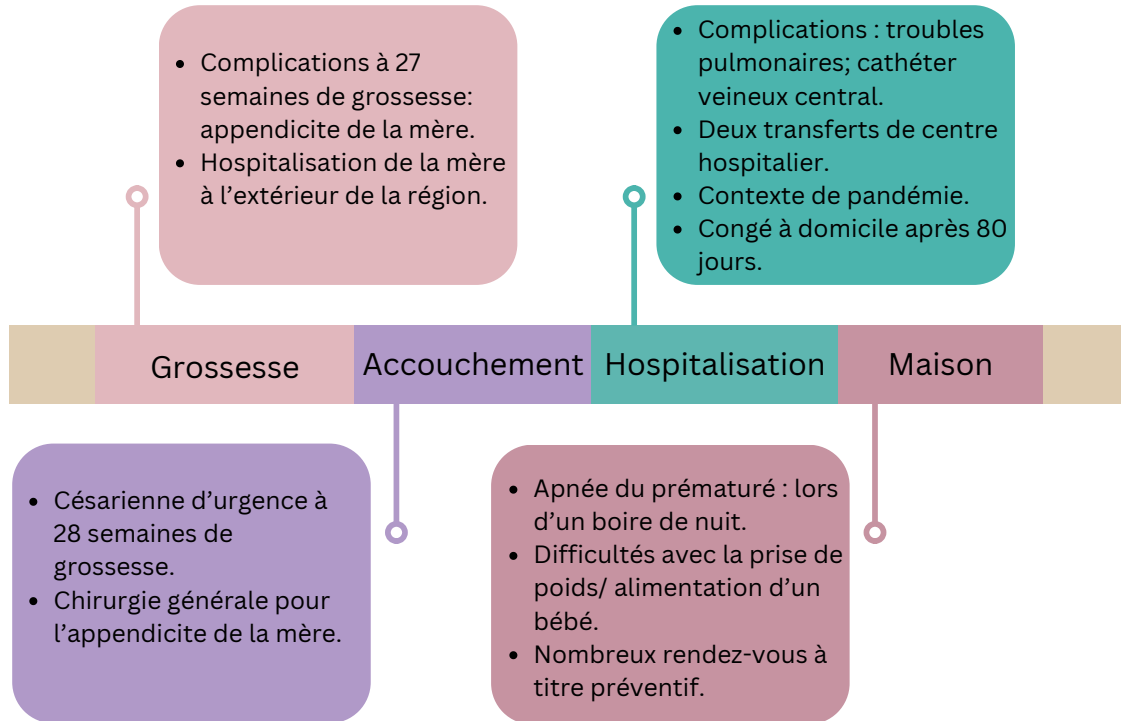 • Complications à 27
semaines de grossesse:
appendicite de la mère.
• Hospitalisation de la mère
à l’extérieur de la région.
• Complications : troubles
pulmonaires; cathéter
veineux central.
• Deux transferts de centre
hospitalier.
• Contexte de pandémie.
• Congé à domicile après 80
jours.
Grossesse
Accouchement
Hospitalisation
Maison
• Césarienne d’urgence à
28 semaines de
grossesse.
• Chirurgie générale pour
l’appendicite de la mère.
• Apnée du prématuré : lors
d’un boire de nuit.
• Difficultés avec la prise de
poids/ alimentation d’un
bébé.
• Nombreux rendez-vous à
titre préventif.